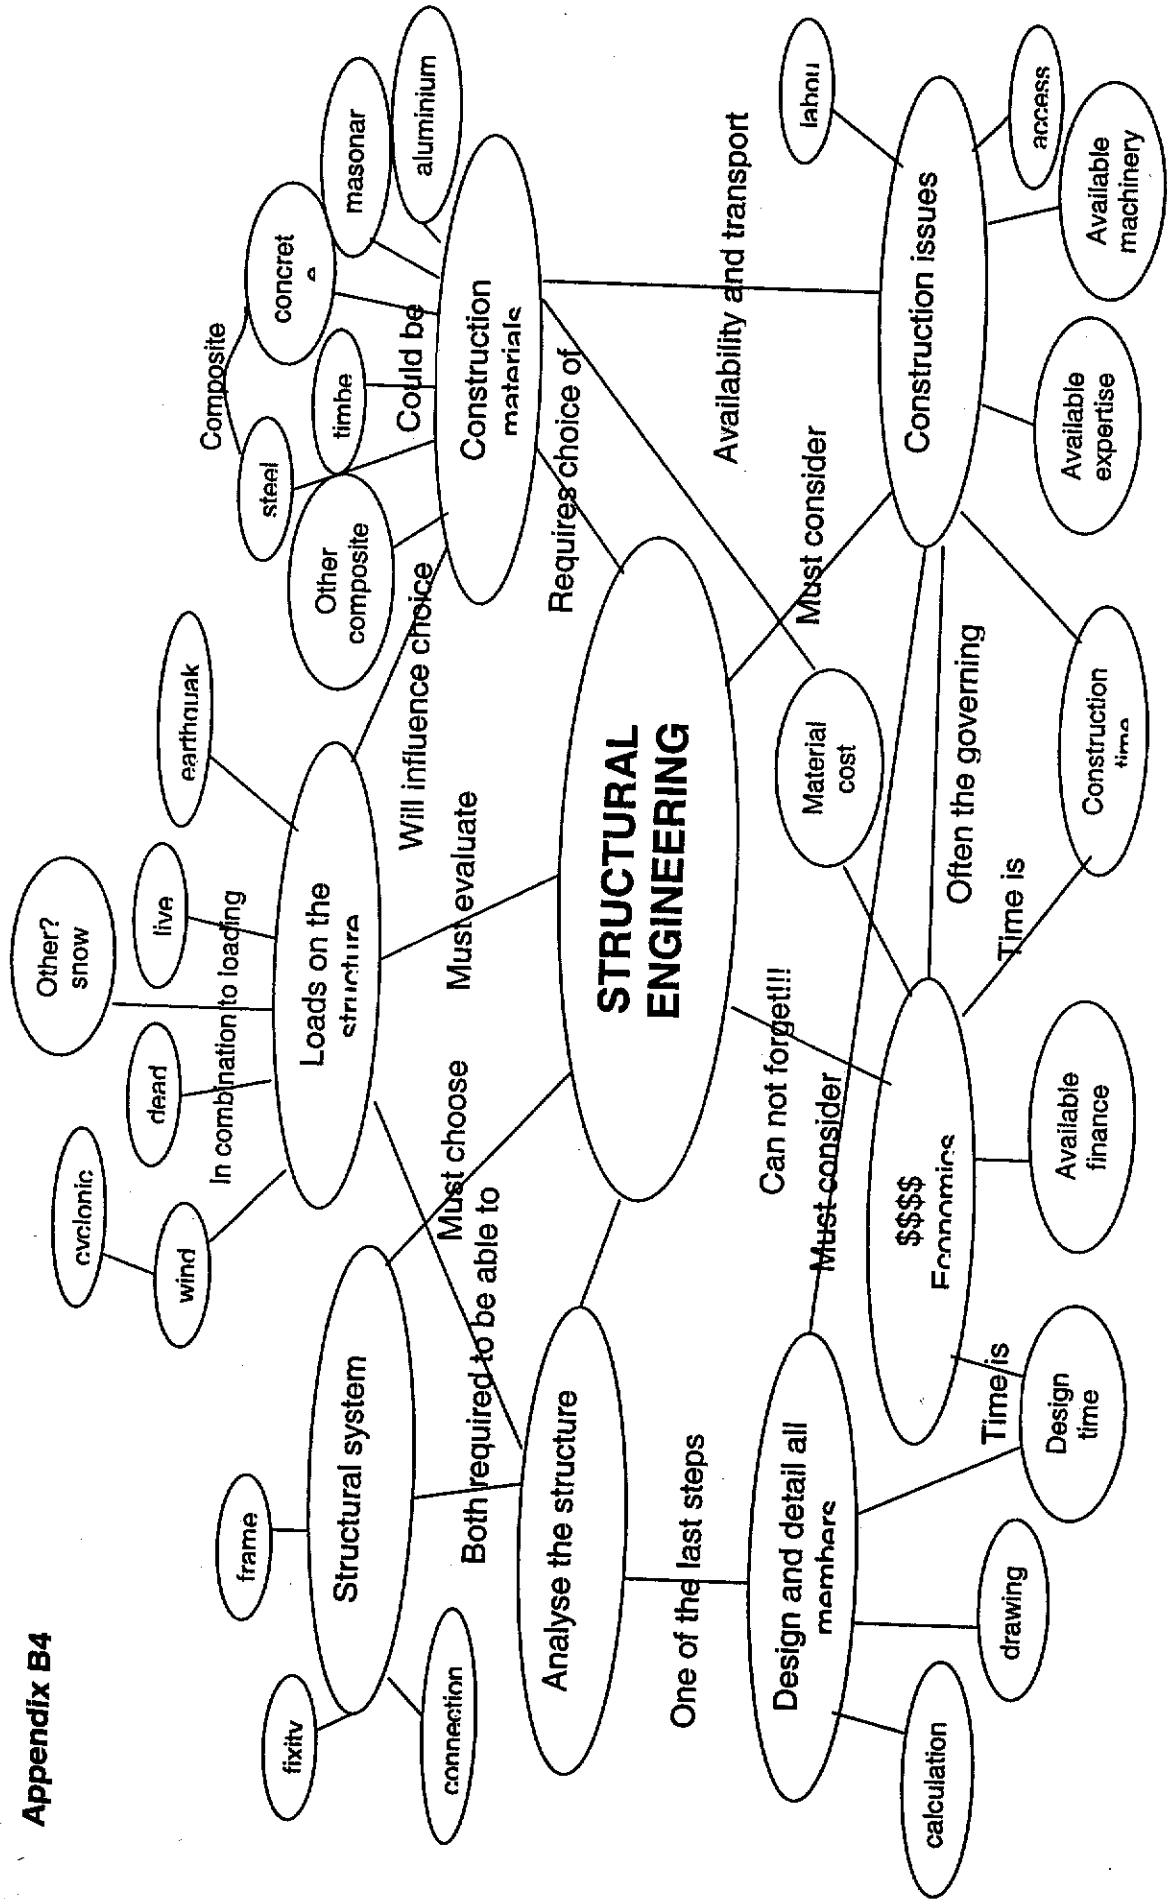 Appendix B4
fixity
frame
connection
Structural system
cyclonic
wind
dead
Other?
snow
live
earthquak
In combination to loading
Loads on the
structure
Composite
steel
concret
e
timbe
masonar
aluminium
Other
composite
Could be
Construction
materials
Will influence choice
Must evaluate
Must choose
Requires choice of
Both required to be able to
Analyse the structure
STRUCTURAL
ENGINEERING
Availability and transport
Must consider
Can not forget!!!
Must consider
One of the last steps
Design and detail all
members
Material
cost
labou
Construction issues
access
Available
machinery
Available
expertise
Often the governing
Time is
Construction
time
$$$$
Economics
Available
finance
Time is
Design
time
drawing
calculation